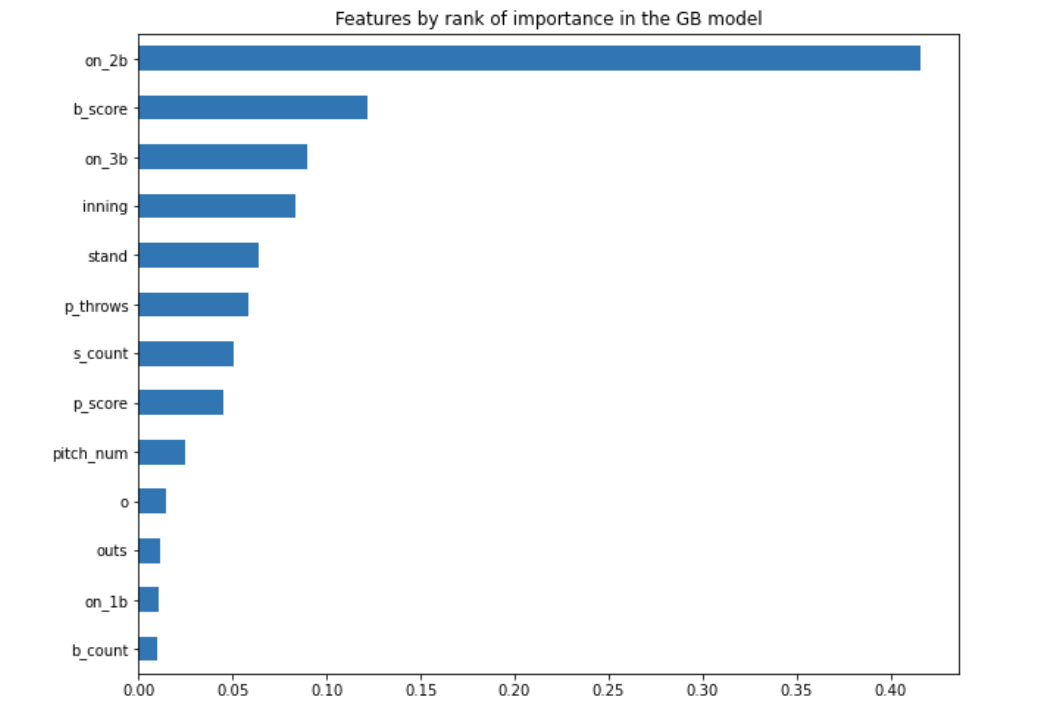 Features by rank of importance in the GB model
on_2b
b_score
on_3b
inning
stand
p_throws
s_count
p_score
pitch_num
o
outs
on_1b
b_count
0.00 0.05 0.10 0.15 0.20 0.25 0.30 0.35 0.40